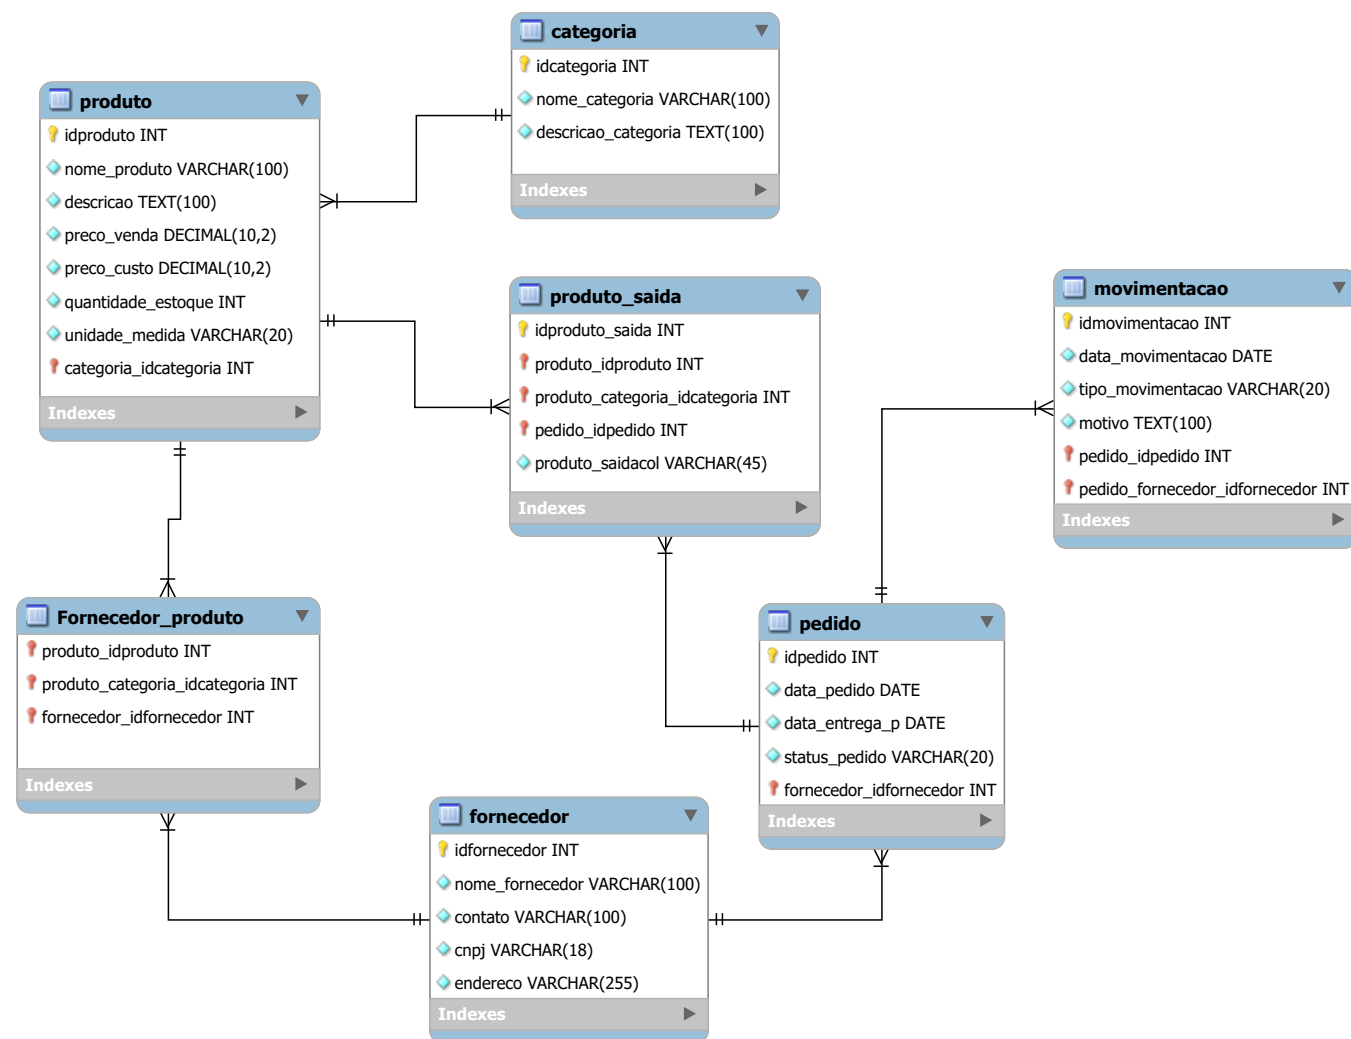 categoria
idcategoria INT
nome_categoria VARCHAR(100)
descricao_categoria TEXT(100)
Indexes
produto
idproduto INT
nome_produto VARCHAR(100)
descricao TEXT(100)
preco_venda DECIMAL(10,2)
preco_custo DECIMAL(10,2)
quantidade_estoque INT
unidade_medida VARCHAR(20)
categoria_idcategoria INT
Indexes
produto_saida
idproduto_saida INT
produto_idproduto INT
produto_categoria_idcategoria INT
pedido_idpedido INT
produto_saidacol VARCHAR(45)
Indexes
movimentacao
idmovimentacao INT
data_movimentacao DATE
tipo_movimentacao VARCHAR(20)
motivo TEXT(100)
pedido_idpedido INT
pedido_fornecedor_idfornecedor INT
Indexes
Fornecedor_produto
produto_idproduto INT
produto_categoria_idcategoria INT
fornecedor_idfornecedor INT
Indexes
pedido
idpedido INT
data_pedido DATE
data_entrega_p DATE
status_pedido VARCHAR(20)
fornecedor_idfornecedor INT
Indexes
fornecedor
idfornecedor INT
nome_fornecedor VARCHAR(100)
contato VARCHAR(100)
cnpj VARCHAR(18)
endereco VARCHAR(255)
Indexes